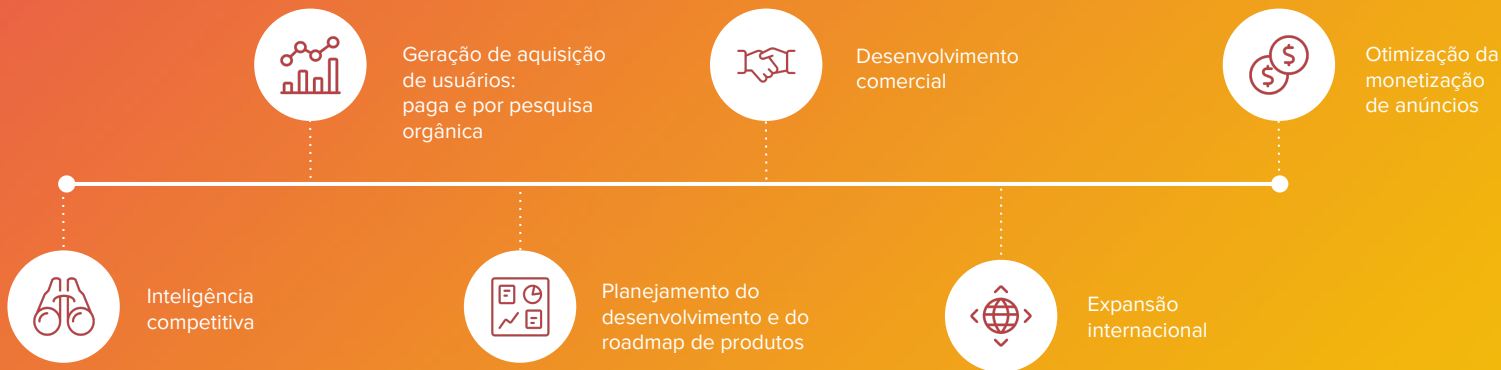 Geração de aquisição
de usuários:
paga e por pesquisa
orgânica
Desenvolvimento
comercial
Otimização da
monetização
de anúncios
Inteligência
competitiva
Planejamento do
desenvolvimento e do
roadmap de produtos
Expansão
internacional